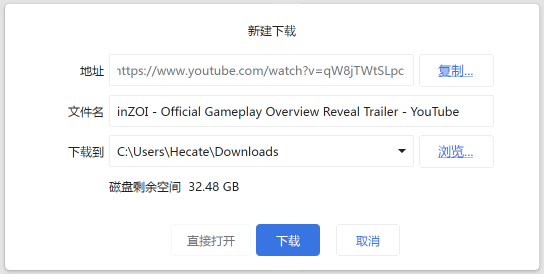 新建下载
地址 https://www.youtube.com/watch?v=qW8jTWtSLpc 复制...
文件名 inZOI - Official Gameplay Overview Reveal Trailer - YouTube
下载到 C:\Users\Hecate\Downloads 浏览...
磁盘剩余空间 32.48 GB
直接打开 下载 取消